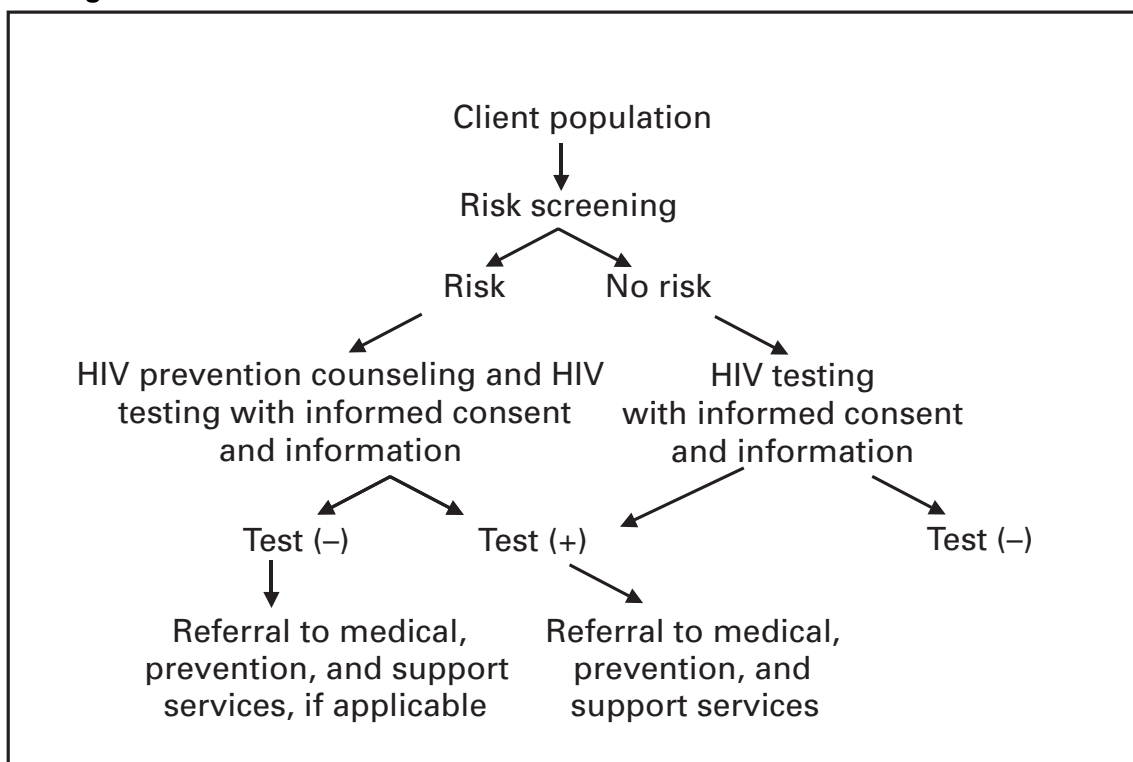 Client population
Risk screening
Risk
No risk
HIV prevention counseling and HIV
testing with informed consent
and information
HIV testing
with informed consent
and information
Test (–)
Test (+)
Test (–)
Referral to medical,
prevention, and support
services, if applicable
Referral to medical,
prevention, and
support services